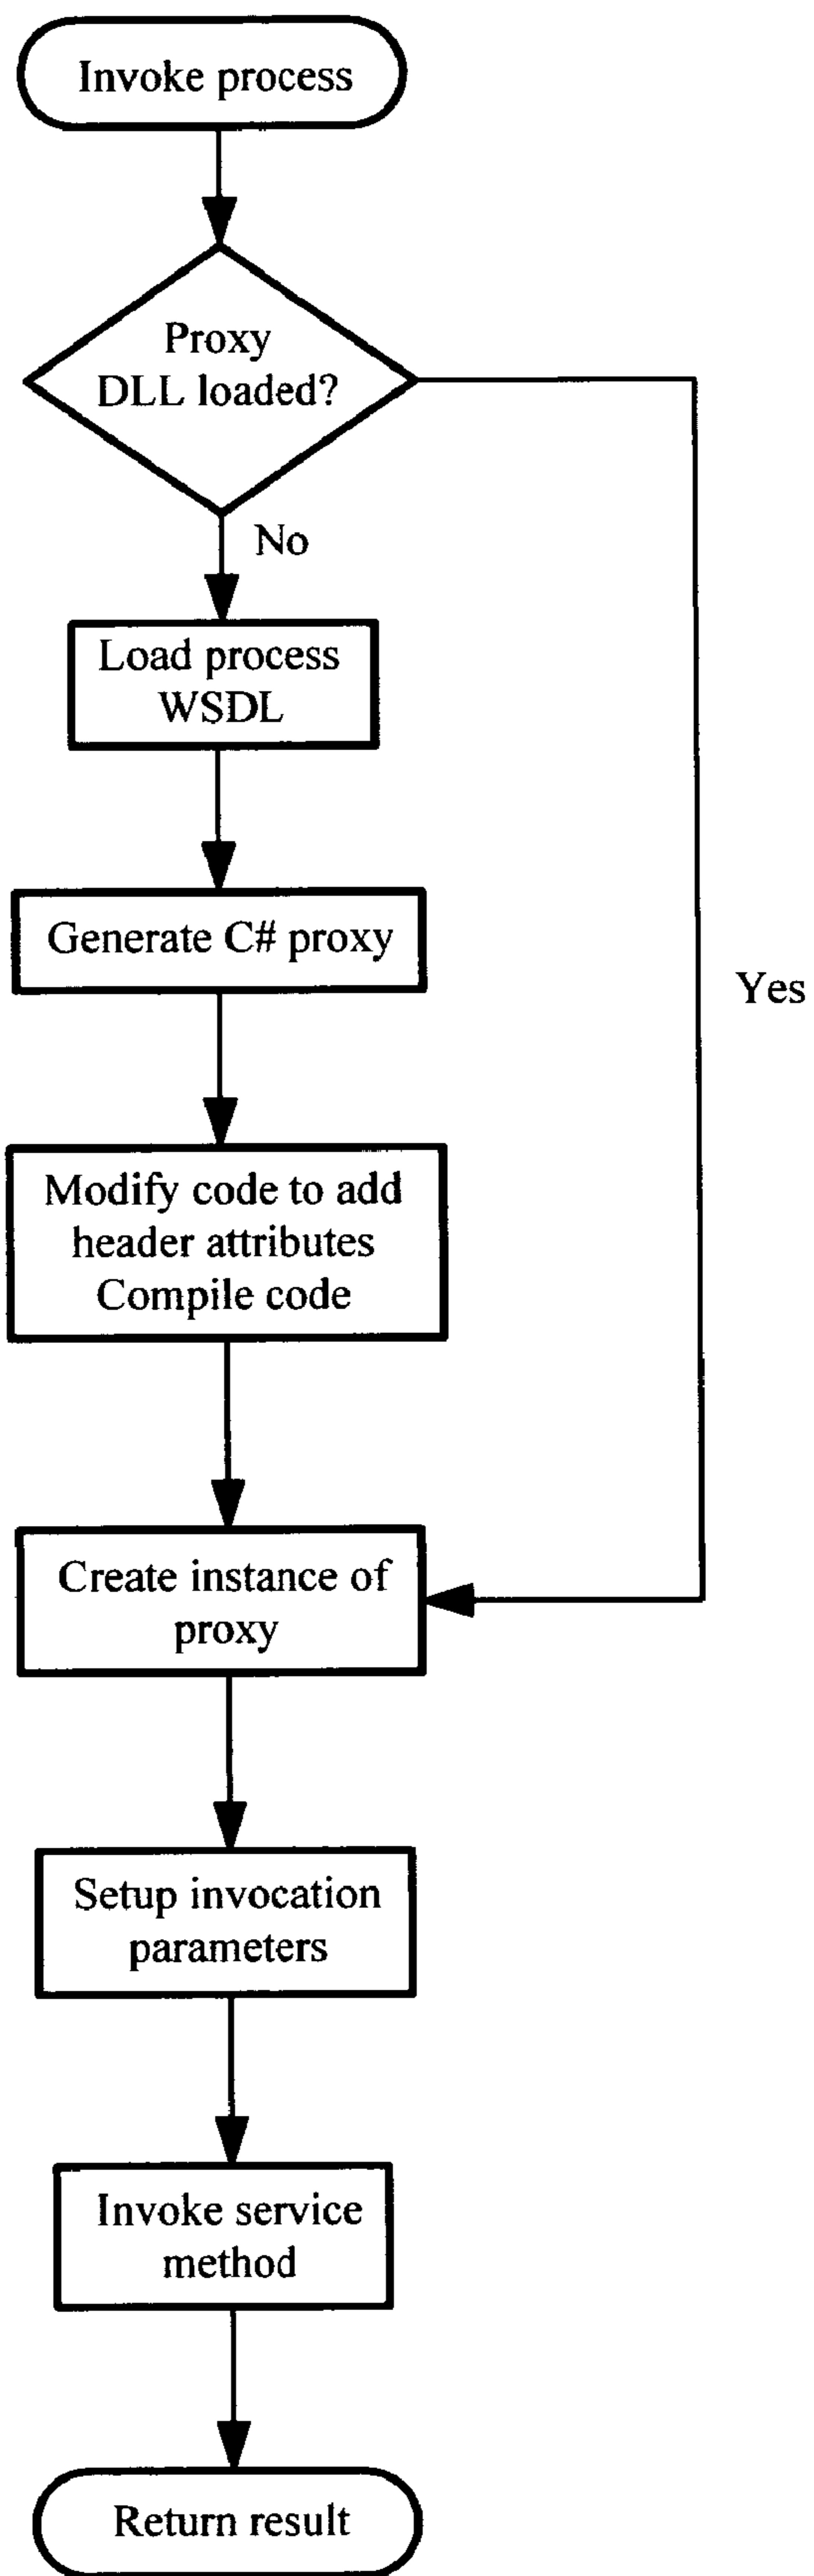 Invoke process
Proxy
DLL loaded?
No
Load process
WSDL
Generate C# proxy
Yes
Modify code to add
header attributes
Compile code
Create instance of
proxy
Setup invocation
parameters
Invoke service
method
Return result